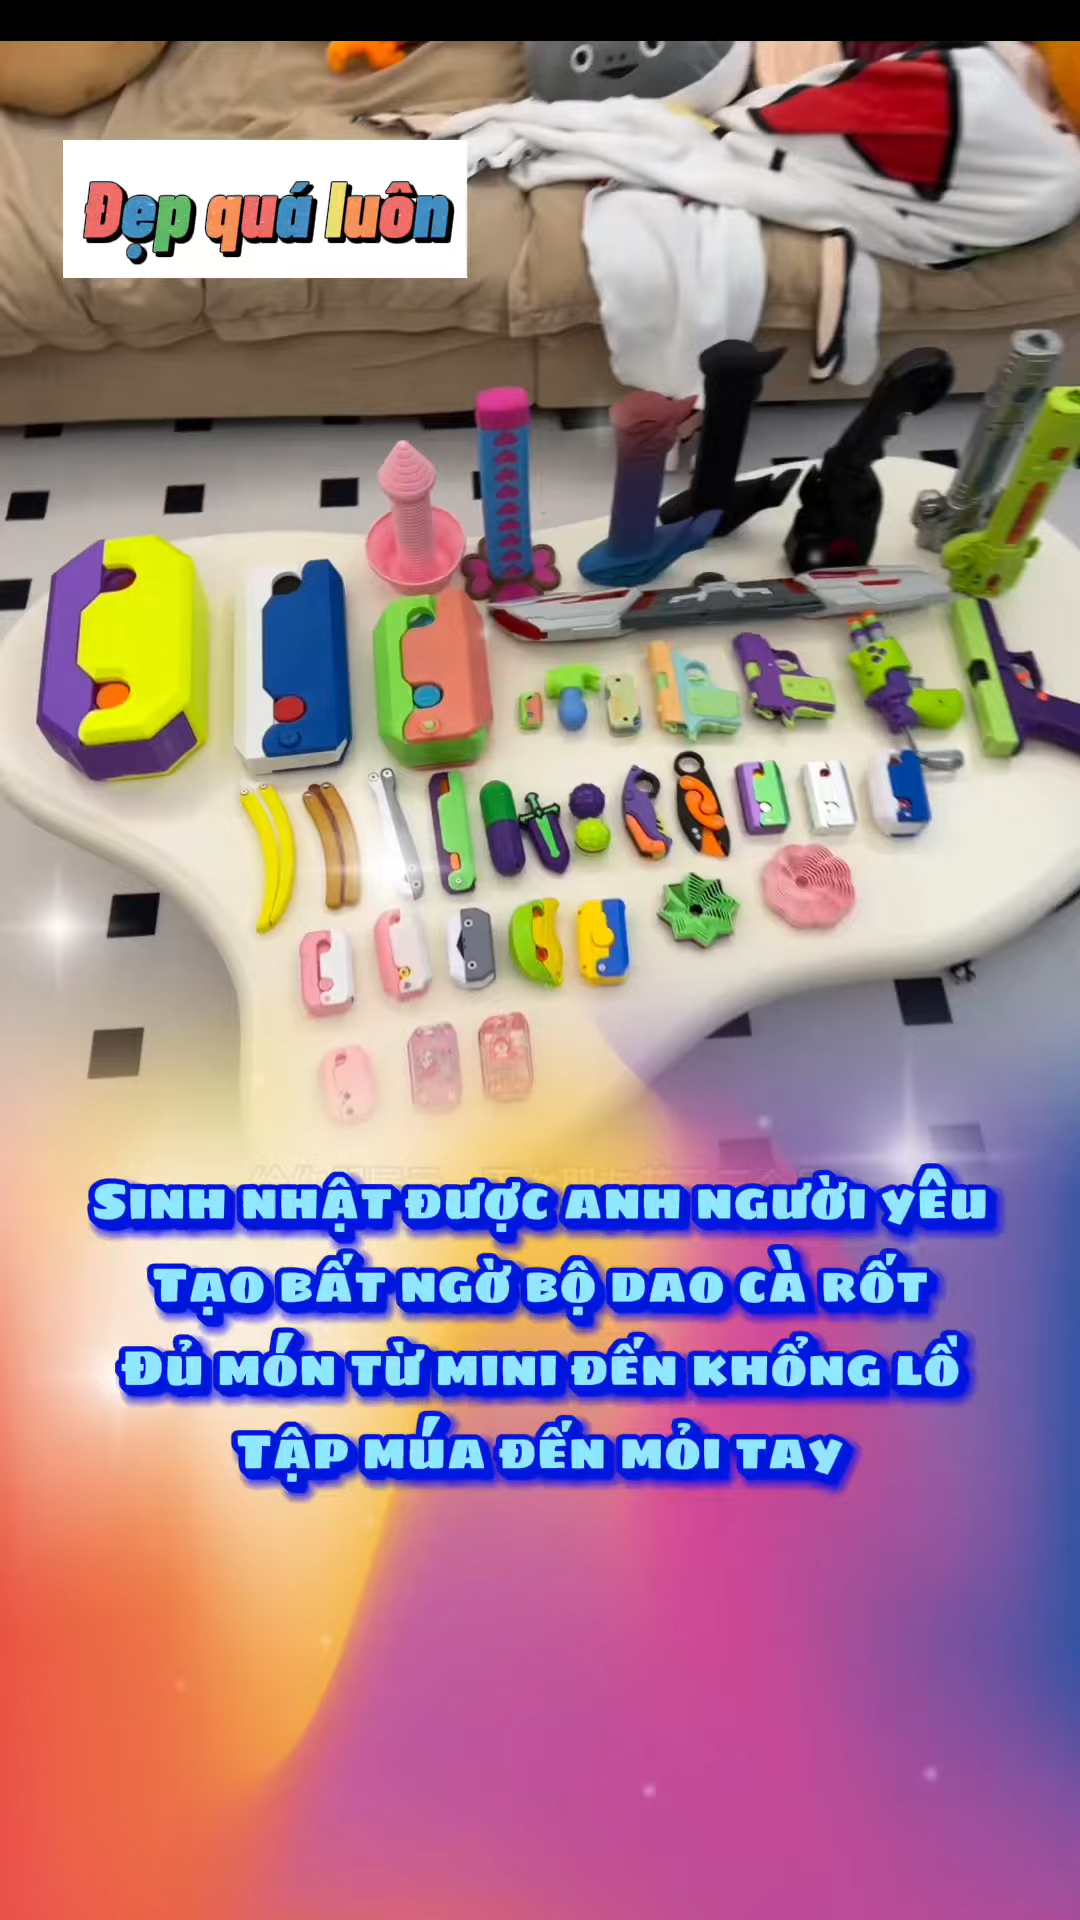 Đẹp quá luôn
Sinh nhật được anh người yêu
Tạo bất ngờ bộ dao cà rốt
Đủ món từ mini đến khổng lồ
Tập múa đến mỏi tay